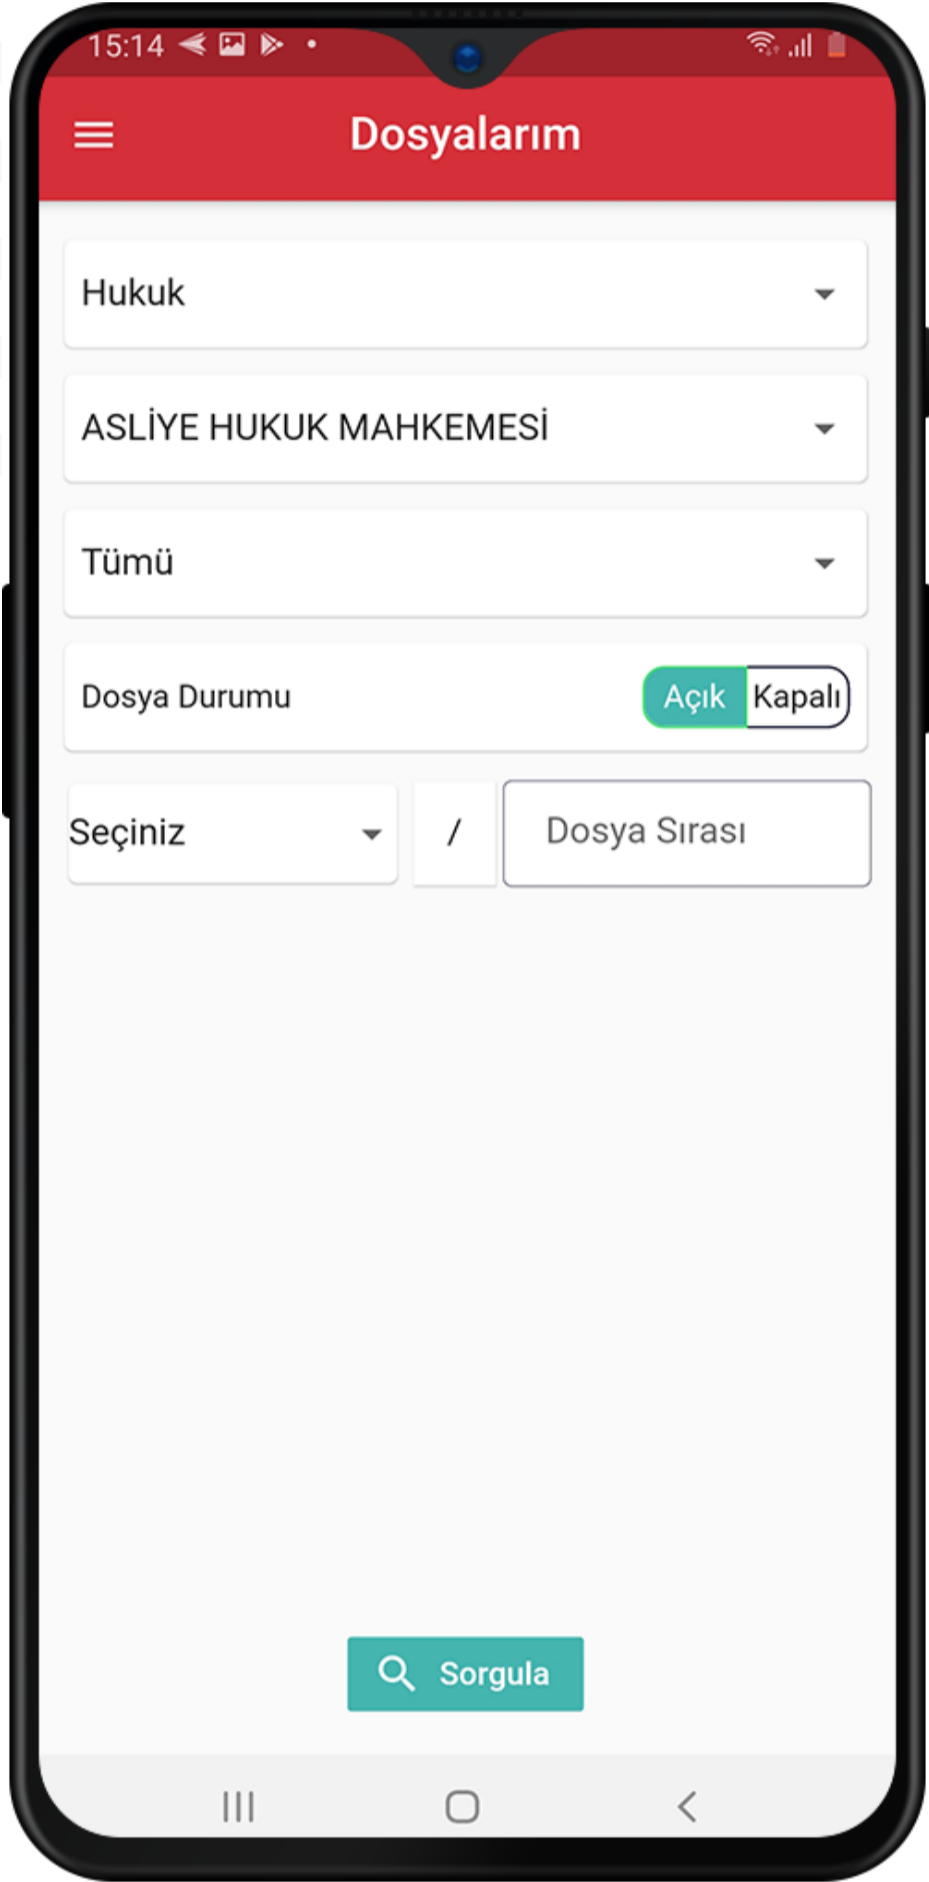 15:14
Dosyalarım
Hukuk
ASLİYE HUKUK MAHKEMESİ
Tümü
Dosya Durumu Açık Kapalı
Seçiniz / Dosya Sırası
Sorgula